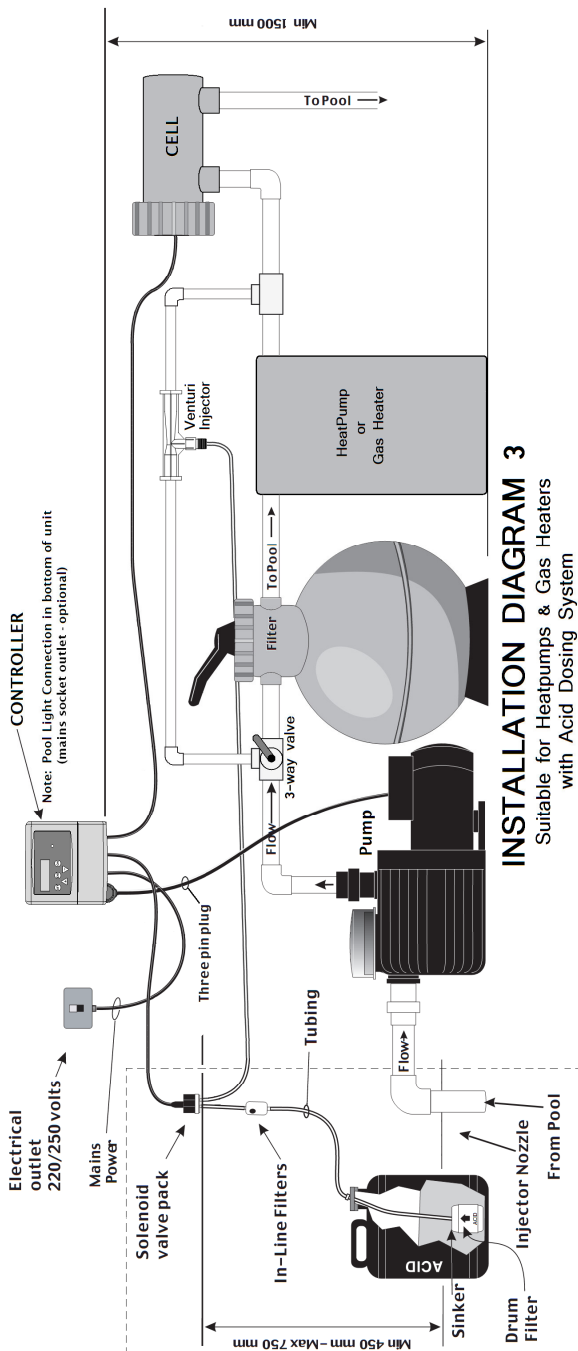 Electrical
outlet
220/250 volts
Mains
Power
CONTROLLER
Note: Pool Light Connection in bottom of unit
(mains socket outlet - optional)
Three pin plug
Solenoid
valve pack
In-Line Filters
Tubing
Min 450 mm - Max 750 mm
ACID
ACID
Sinker
Drum
Filter
Injector Nozzle
From Pool
Flow
Pump
Flow
3-way valve
Filter
To Pool
Venturi
Injector
HeatPump
or
Gas Heater
CELL
To Pool
Min 1500 mm
INSTALLATION DIAGRAM 3
Suitable for Heatpumps & Gas Heaters
with Acid Dosing System